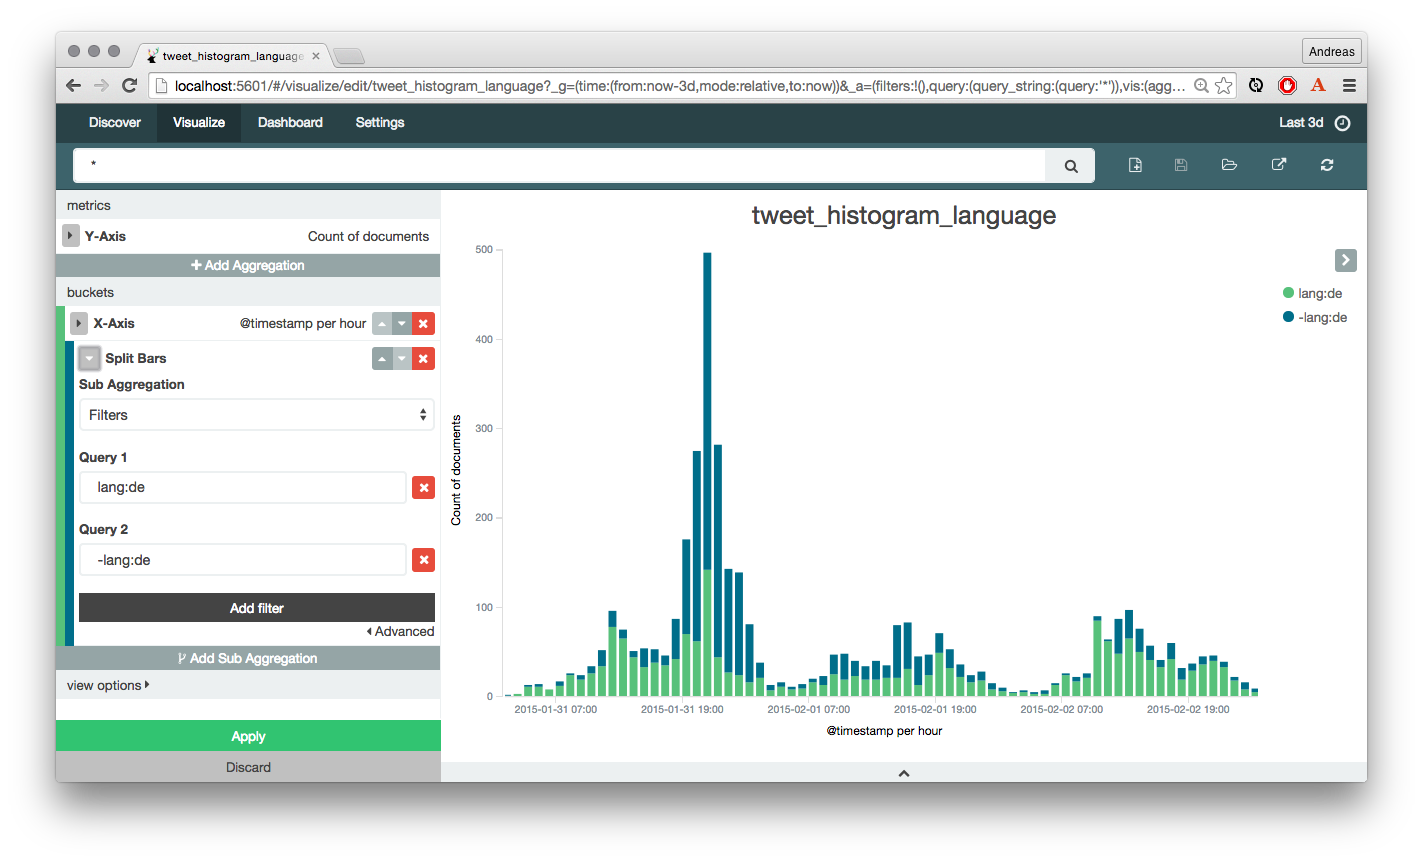 tweet_histogram_language
Andreas
localhost:5601/#/visualize/edit/tweet_histogram_language?_g=(time:(from:now-3d,mode:relative,to:now))&_a=(filters:!(),query:(query_string:(query:'*')),vis:(agg…
Discover Visualize Dashboard Settings Last 3d
*
metrics
Y-Axis Count of documents
+ Add Aggregation
buckets
X-Axis @timestamp per hour
Split Bars
Sub Aggregation
Filters
Query 1
lang:de
Query 2
-lang:de
Add filter
Advanced
Add Sub Aggregation
view options
Apply
Discard
tweet_histogram_language
500
400
300
200
100
0
Count of documents
2015-01-31 07:00 2015-01-31 19:00 2015-02-01 07:00 2015-02-01 19:00 2015-02-02 07:00 2015-02-02 19:00
@timestamp per hour
lang:de
-lang:de